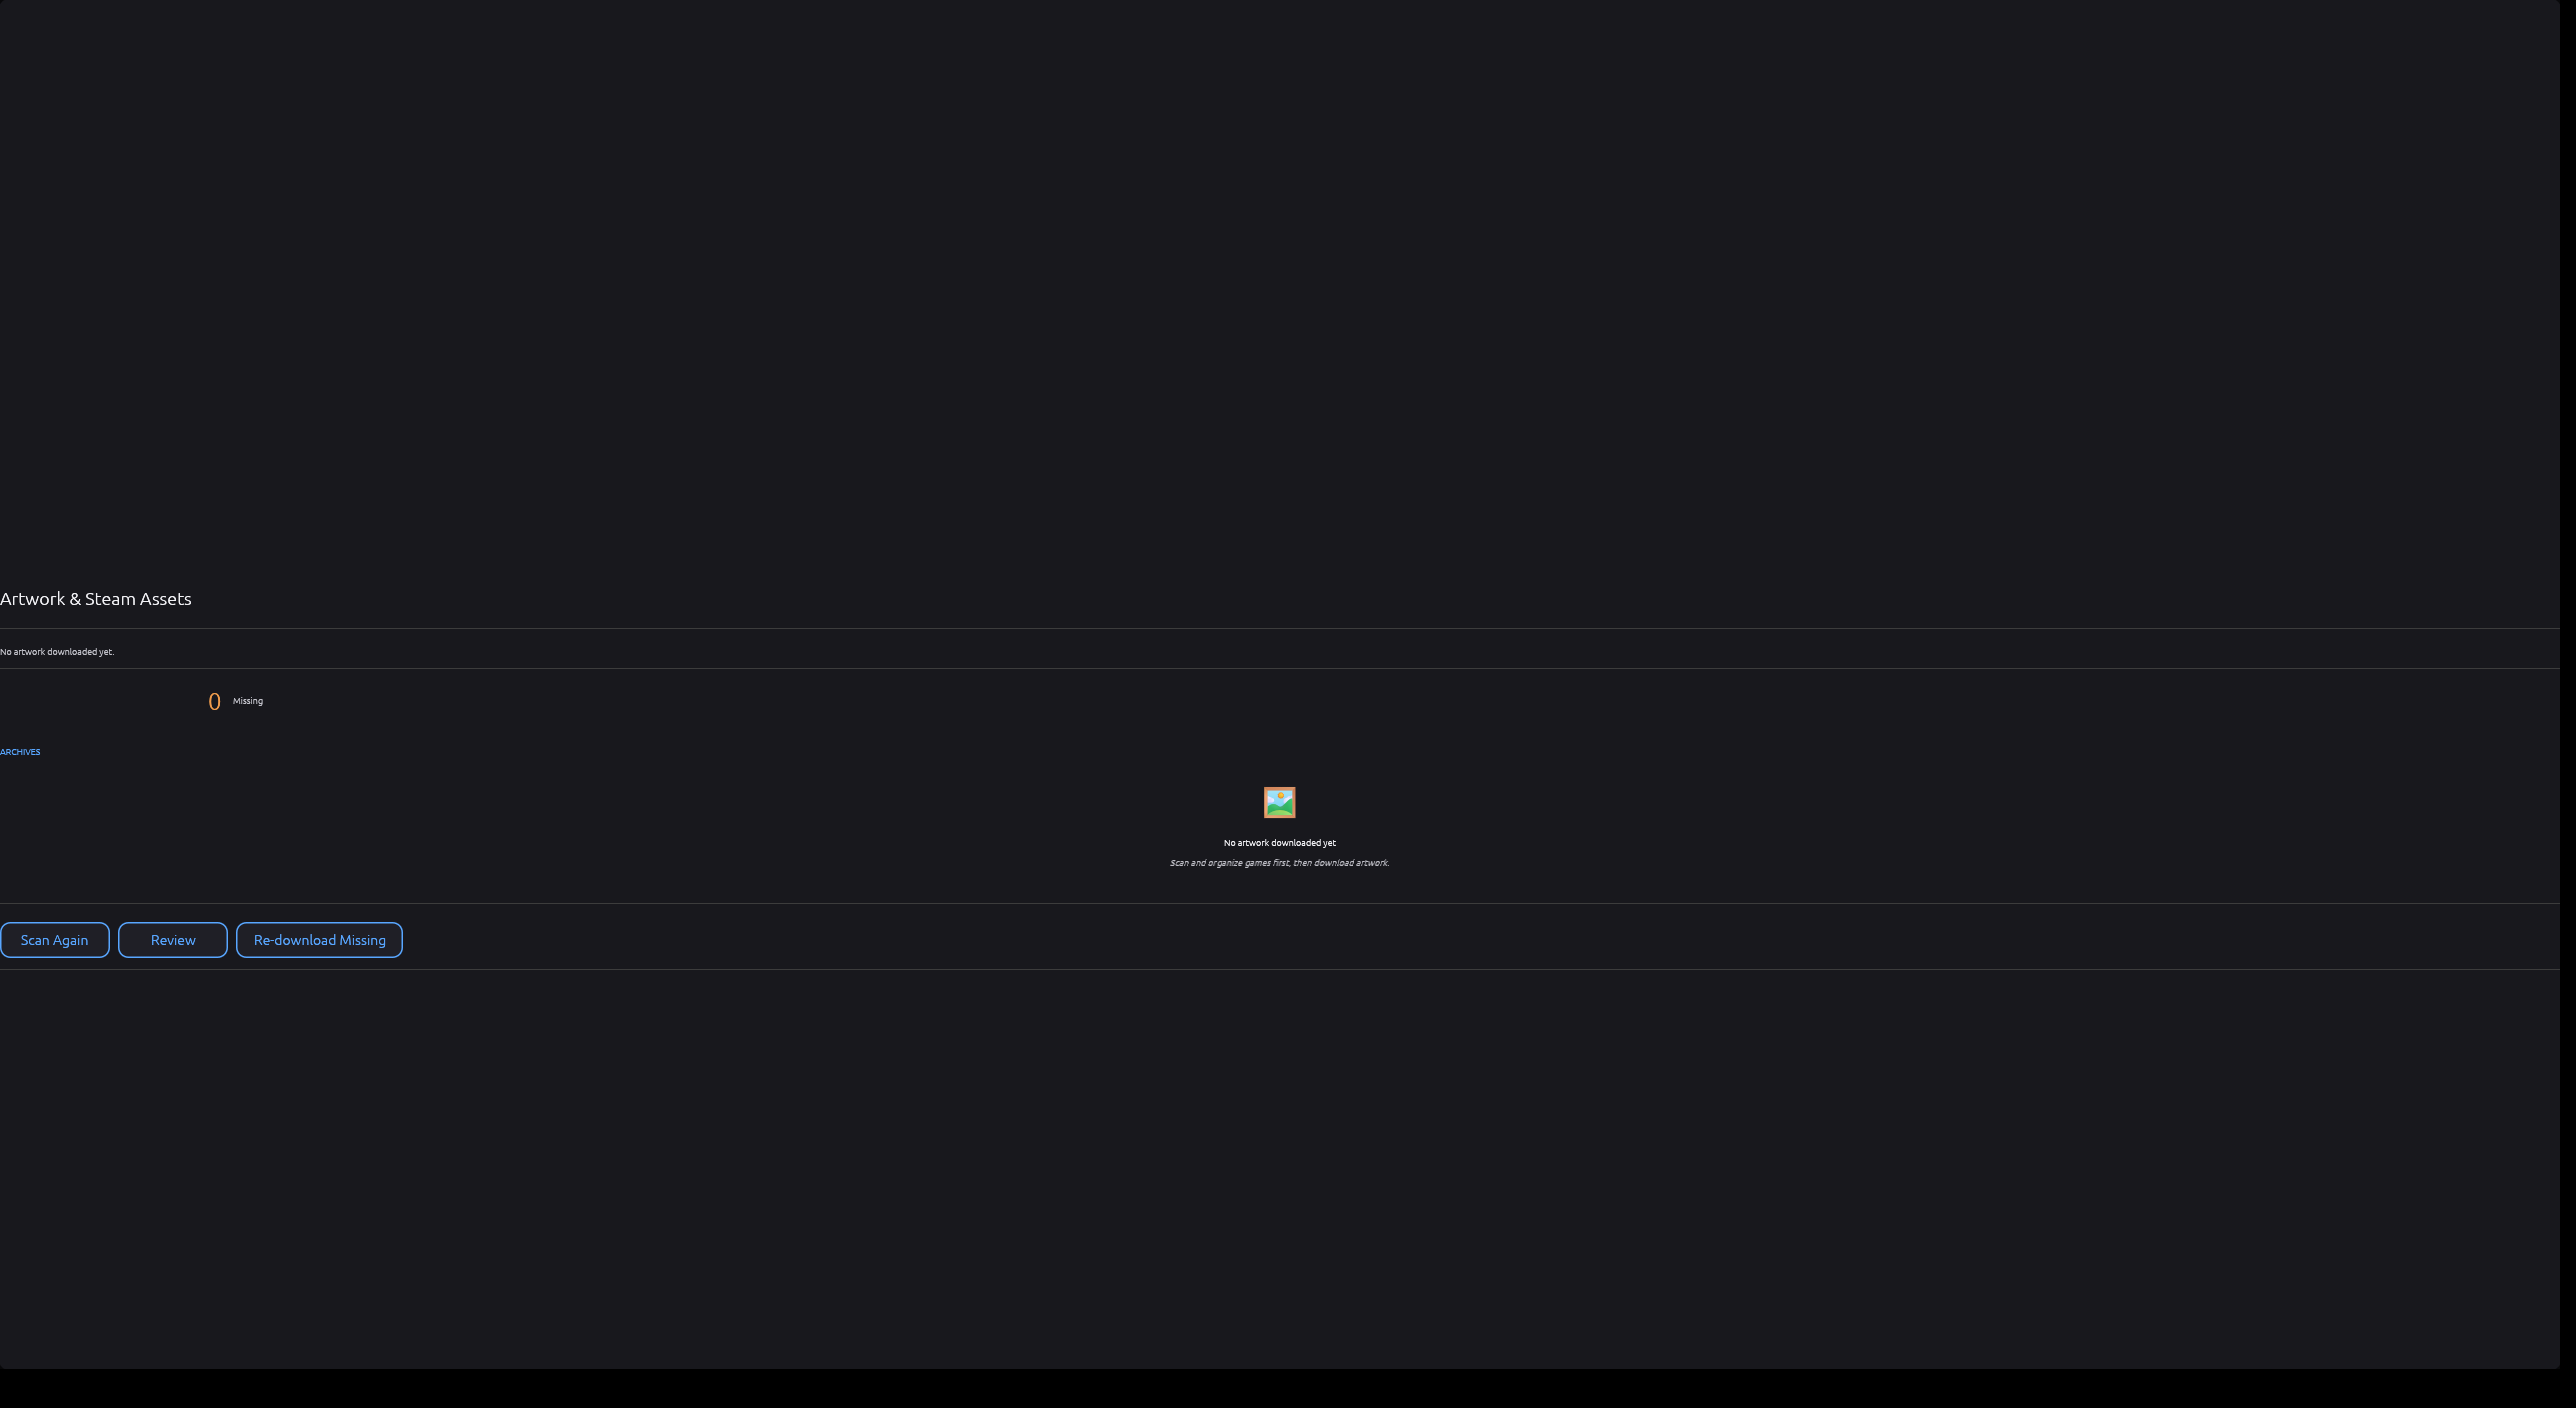 Artwork & Steam Assets
No artwork downloaded yet.
0 Missing
ARCHIVES
No artwork downloaded yet
Scan and organize games first, then download artwork.
Scan Again Review Re-download Missing